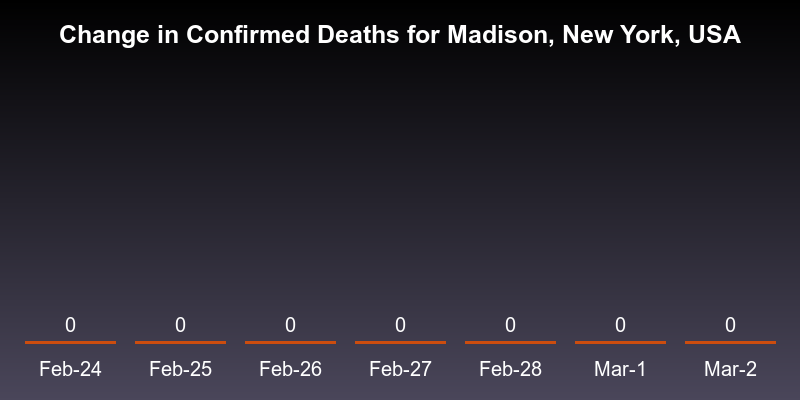 Change in Confirmed Deaths for Madison, New York, USA
0 0 0 0 0 0 0
Feb-24 Feb-25 Feb-26 Feb-27 Feb-28 Mar-1 Mar-2